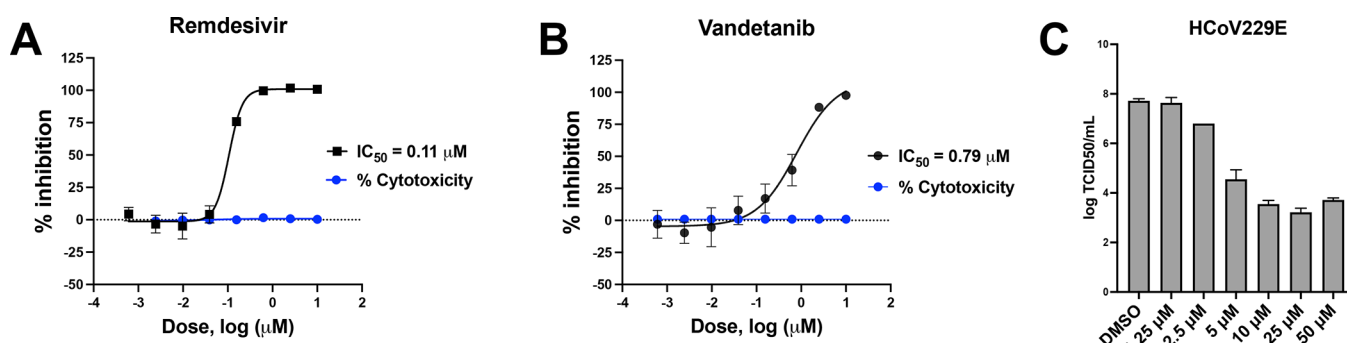 A
Remdesivir
% inhibition
125
100
75
50
25
0
-25
-50
-4 -3 -2 -1 0 1 2
Dose, log (μM)
IC50 = 0.11 μM
% Cytotoxicity
B
Vandetanib
% inhibition
125
100
75
50
25
0
-25
-50
-4 -3 -2 -1 0 1 2
Dose, log (μM)
IC50 = 0.79 μM
% Cytotoxicity
C
HCoV229E
log TCID50/mL
10
8
6
4
2
0
DMSO
25 μM
2.5 μM
5 μM
10 μM
25 μM
50 μM